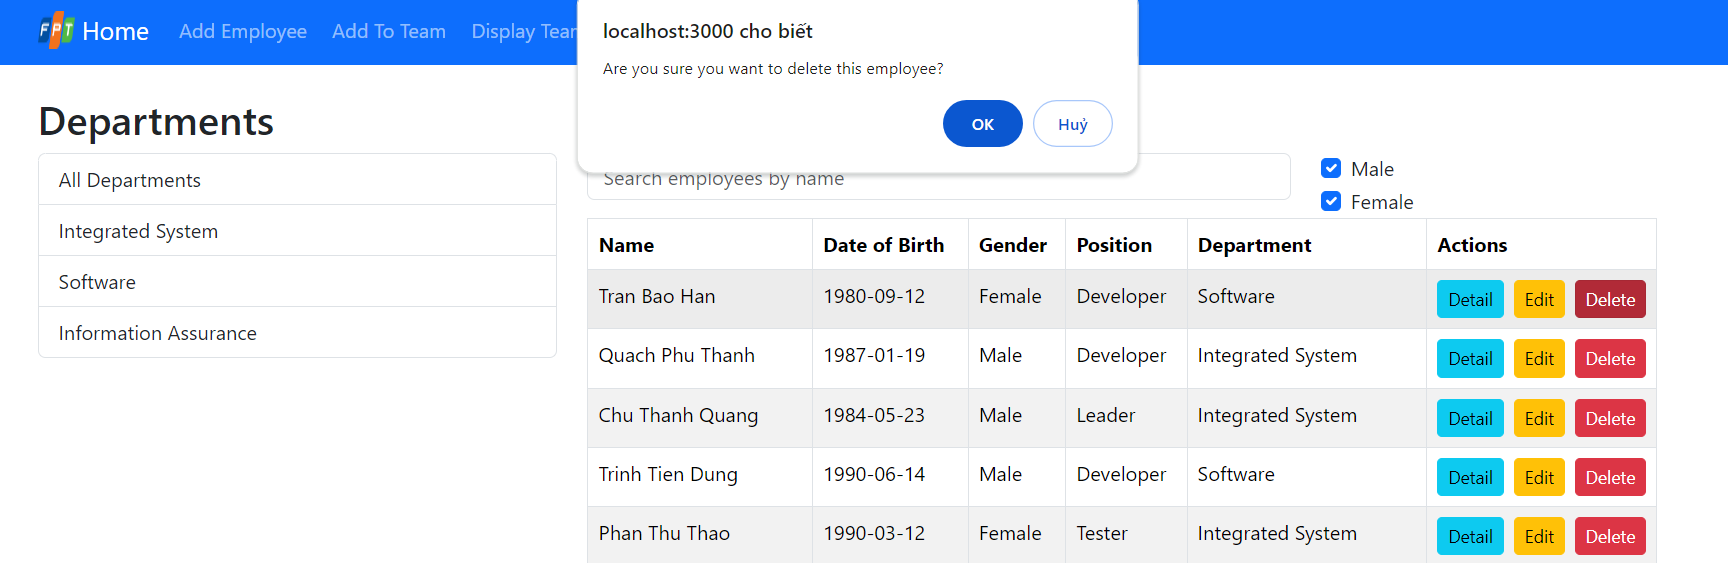 FPT Home Add Employee Add To Team Display Tea
localhost:3000 cho biết
Are you sure you want to delete this employee?
OK Huỷ
Departments
All Departments
Integrated System
Software
Information Assurance
Search employees by name
Male
Female
Name Date of Birth Gender Position Department Actions
Tran Bao Han 1980-09-12 Female Developer Software Detail Edit Delete
Quach Phu Thanh 1987-01-19 Male Developer Integrated System Detail Edit Delete
Chu Thanh Quang 1984-05-23 Male Leader Integrated System Detail Edit Delete
Trinh Tien Dung 1990-06-14 Male Developer Software Detail Edit Delete
Phan Thu Thao 1990-03-12 Female Tester Integrated System Detail Edit Delete